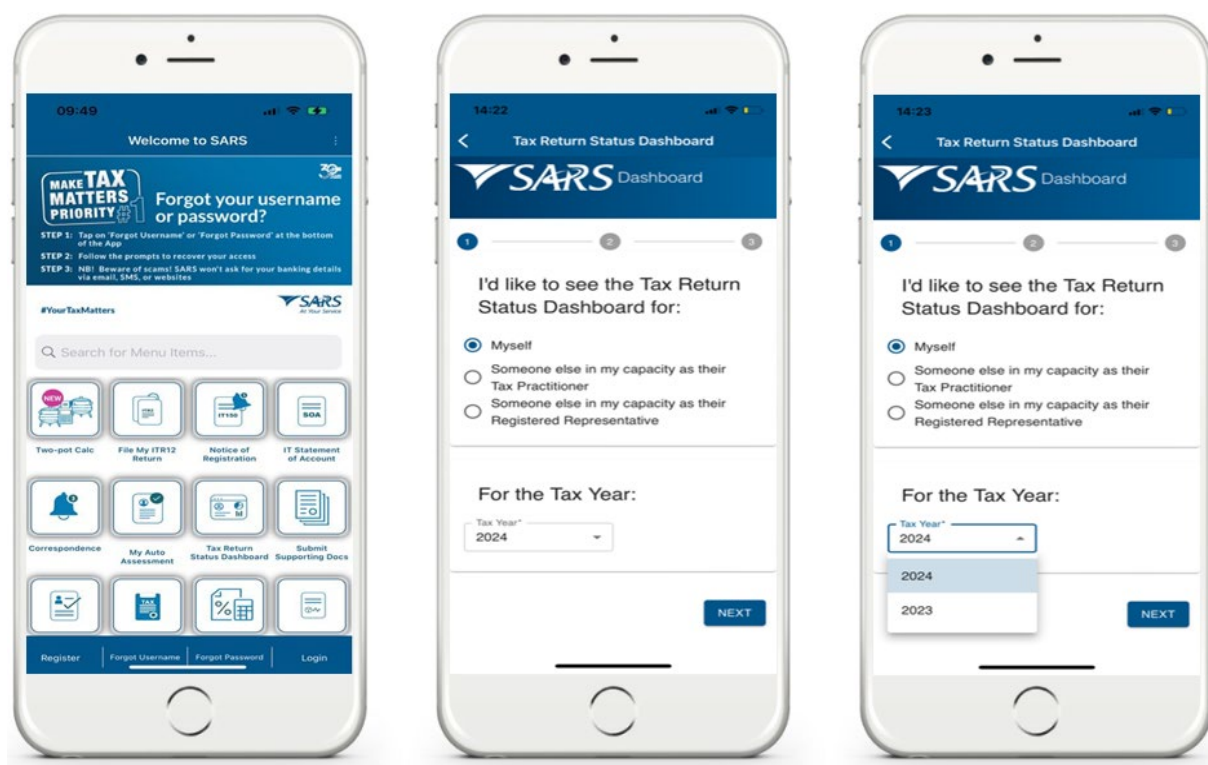 09:49
Welcome to SARS
MAKE TAX
MATTERS
PRIORITY #1
30
Forgot your username
or password?
STEP 1: Tap on 'Forgot Username' or 'Forgot Password' at the bottom
of the App
STEP 2: Follow the prompts to recover your access
STEP 3: NB! Beware of scams! SARS won't ask for your banking details
via email, SMS, or websites
#YourTaxMatters
SARS
At Your Service
Search for Menu Items...
NEW
IT150
SOA
Two-pot Calc
File My ITR12
Return
Notice of
Registration
IT Statement
of Account
Correspondence
My Auto
Assessment
Tax Return
Status Dashboard
Submit
Supporting Docs
TAX
Register
Forgot Username
Forgot Password
Login
14:22
Tax Return Status Dashboard
SARS Dashboard
1
2
3
I'd like to see the Tax Return
Status Dashboard for:
Myself
Someone else in my capacity as their
Tax Practitioner
Someone else in my capacity as their
Registered Representative
For the Tax Year:
Tax Year*
2024
NEXT
14:23
Tax Return Status Dashboard
SARS Dashboard
1
2
3
I'd like to see the Tax Return
Status Dashboard for:
Myself
Someone else in my capacity as their
Tax Practitioner
Someone else in my capacity as their
Registered Representative
For the Tax Year:
Tax Year*
2024
2024
2023
NEXT